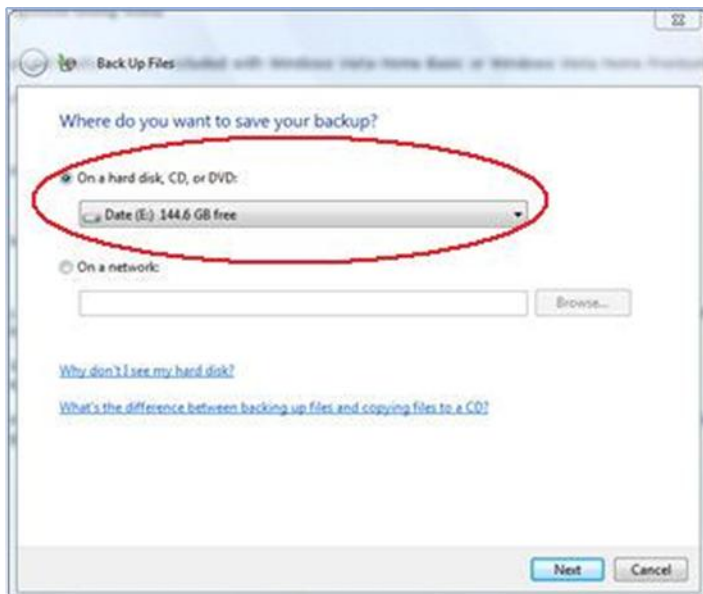 Back Up Files
Where do you want to save your backup?
On a hard disk, CD, or DVD:
Date (E:) 144.6 GB free
On a network:
Browse...
Why don't I see my hard disk?
What's the difference between backing up files and copying files to a CD?
Next
Cancel